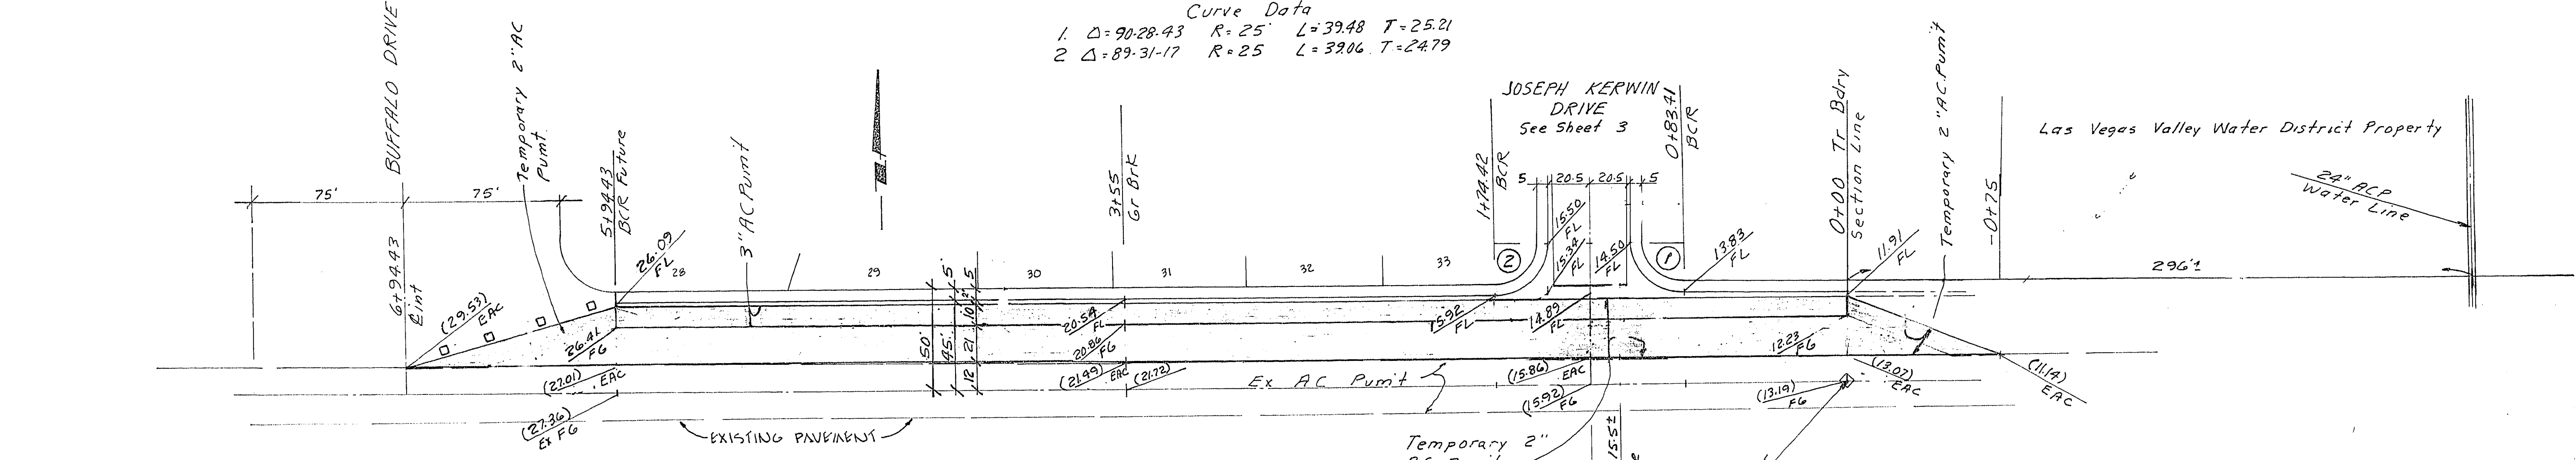 Curve Data
1. Δ=90-28-43 R=25' L=39.48 T=25.21
2 Δ=89-31-17 R=25 L=39.06 T=24.79
BUFFALO DRIVE
Temporary 2" AC
Pvmt.
5+94.43
BCR Future
3" AC Pvmt
3+55
Gr Brk
JOSEPH KERWIN
DRIVE
See Sheet 3
1+74.42
BCR
0+83.41
BCR
0+00 Tr Bdry
Section Line
Temporary 2" AC Pvmt
-0+75
Las Vegas Valley Water District Property
24" ACP
Water Line
75'
75'
5
20.5
20.5
5
6+94.43
₵ int
(29.53)
EAC
26.09
FL
28
29
30
31
32
33
2
1
15.50
FL
15.34
FL
14.50
FL
13.83
FL
11.91
FL
296'±
50'
45'
5'
12'
21'
10'
2'
5'
26.41
FG
20.54
FL
20.86
FG
15.92
FL
14.89
FL
12.23
FG
(27.01)
EAC
(21.49)
EAC
(21.72)
Ex AC Pvmt
(15.86)
EAC
(15.92)
FG
(13.19)
FG
(13.07)
EAC
(11.14)
EAC
(27.36)
Ex FG
EXISTING PAVEMENT
Temporary 2"
15.5±